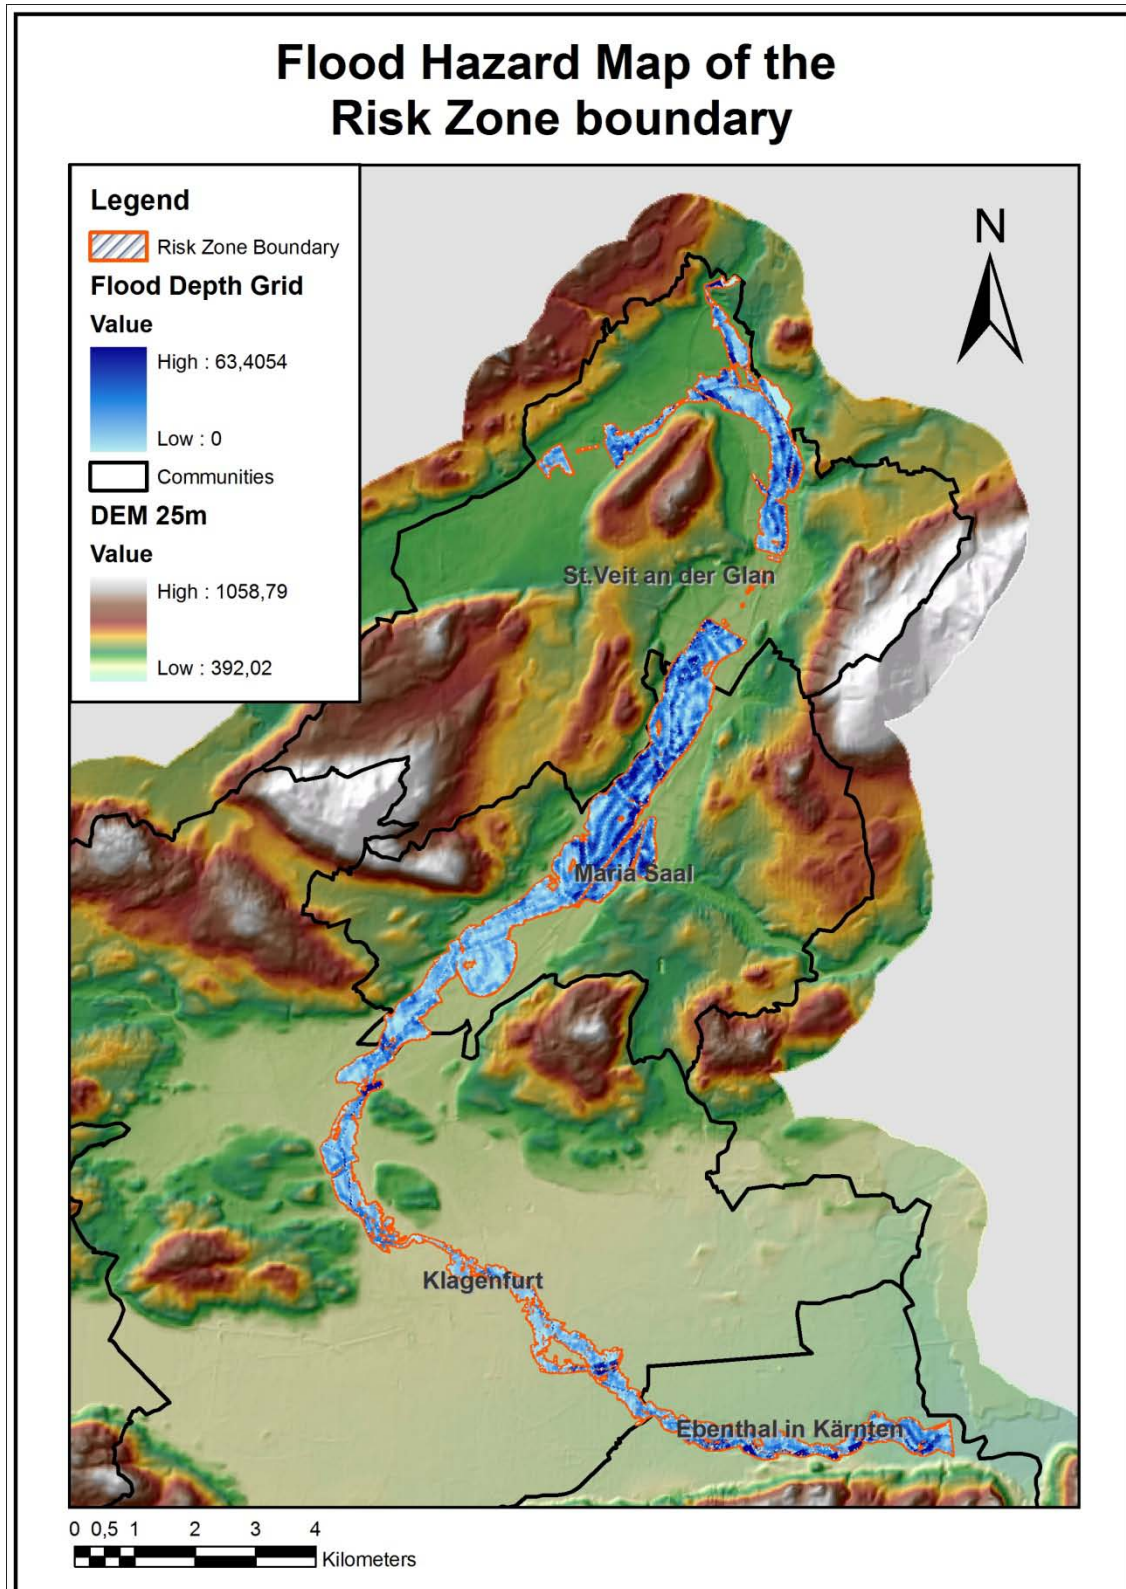 Flood Hazard Map of the
Risk Zone boundary
Legend
Risk Zone Boundary
Flood Depth Grid
Value
High : 63,4054
Low : 0
Communities
DEM 25m
Value
High : 1058,79
Low : 392,02
N
St.Veit an der Glan
Maria Saal
Klagenfurt
Ebenthal in Kärnten
0 0,5 1 2 3 4
Kilometers